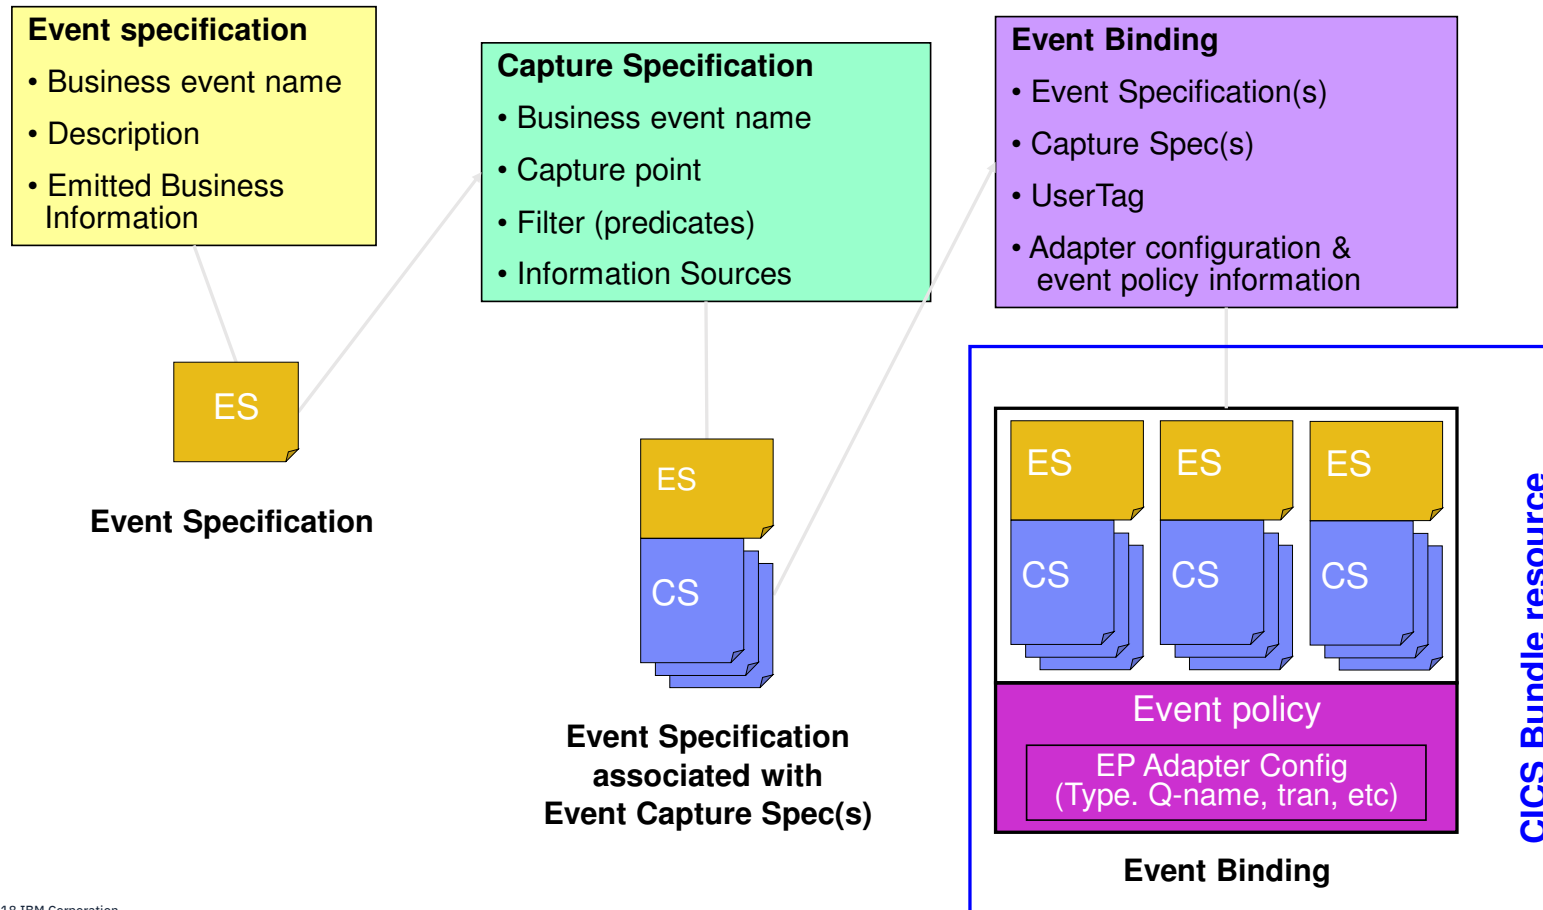 Event specification
• Business event name
• Description
• Emitted Business
Information
Capture Specification
• Business event name
• Capture point
• Filter (predicates)
• Information Sources
Event Binding
• Event Specification(s)
• Capture Spec(s)
• UserTag
• Adapter configuration &
event policy information
ES
Event Specification
ES
CS
Event Specification
associated with
Event Capture Spec(s)
ES
ES
ES
CS
CS
CS
Event policy
EP Adapter Config
(Type. Q-name, tran, etc)
Event Binding
CICS Bundle resource
18 IBM Corporation